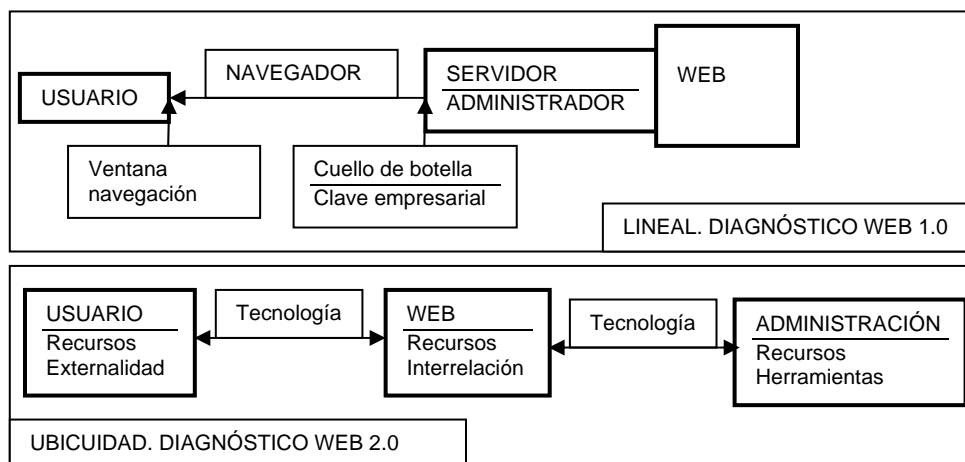 NAVEGADOR
USUARIO
SERVIDOR
ADMINISTRADOR
WEB
Ventana
navegación
Cuello de botella
Clave empresarial
LINEAL. DIAGNÓSTICO WEB 1.0
USUARIO
Recursos
Externalidad
Tecnología
WEB
Recursos
Interrelación
Tecnología
ADMINISTRACIÓN
Recursos
Herramientas
UBICUIDAD. DIAGNÓSTICO WEB 2.0